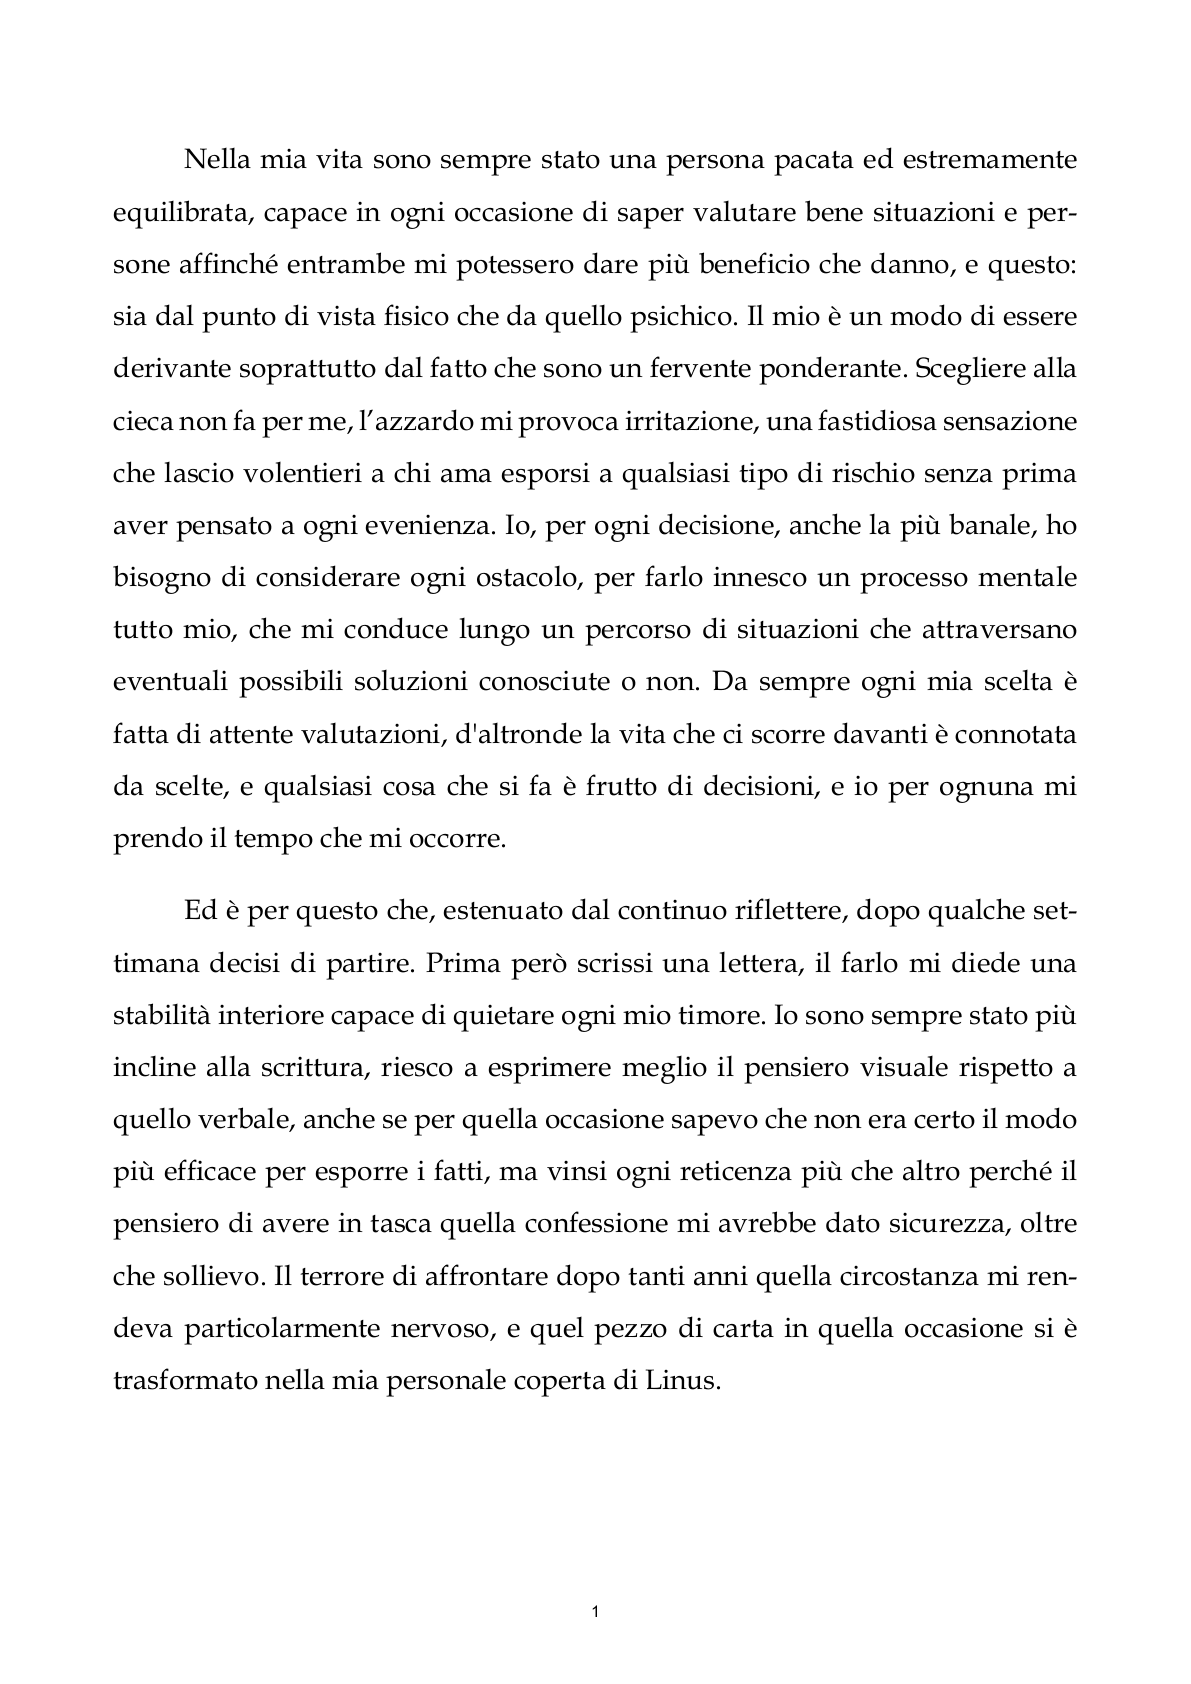 Nella mia vita sono sempre stato una persona pacata ed estremamente
equilibrata, capace in ogni occasione di saper valutare bene situazioni e per-
sone affinché entrambe mi potessero dare più beneficio che danno, e questo:
sia dal punto di vista fisico che da quello psichico. Il mio è un modo di essere
derivante soprattutto dal fatto che sono un fervente ponderante. Scegliere alla
cieca non fa per me, l’azzardo mi provoca irritazione, una fastidiosa sensazione
che lascio volentieri a chi ama esporsi a qualsiasi tipo di rischio senza prima
aver pensato a ogni evenienza. Io, per ogni decisione, anche la più banale, ho
bisogno di considerare ogni ostacolo, per farlo innesco un processo mentale
tutto mio, che mi conduce lungo un percorso di situazioni che attraversano
eventuali possibili soluzioni conosciute o non. Da sempre ogni mia scelta è
fatta di attente valutazioni, d'altronde la vita che ci scorre davanti è connotata
da scelte, e qualsiasi cosa che si fa è frutto di decisioni, e io per ognuna mi
prendo il tempo che mi occorre.
Ed è per questo che, estenuato dal continuo riflettere, dopo qualche set-
timana decisi di partire. Prima però scrissi una lettera, il farlo mi diede una
stabilità interiore capace di quietare ogni mio timore. Io sono sempre stato più
incline alla scrittura, riesco a esprimere meglio il pensiero visuale rispetto a
quello verbale, anche se per quella occasione sapevo che non era certo il modo
più efficace per esporre i fatti, ma vinsi ogni reticenza più che altro perché il
pensiero di avere in tasca quella confessione mi avrebbe dato sicurezza, oltre
che sollievo. Il terrore di affrontare dopo tanti anni quella circostanza mi ren-
deva particolarmente nervoso, e quel pezzo di carta in quella occasione si è
trasformato nella mia personale coperta di Linus.
1